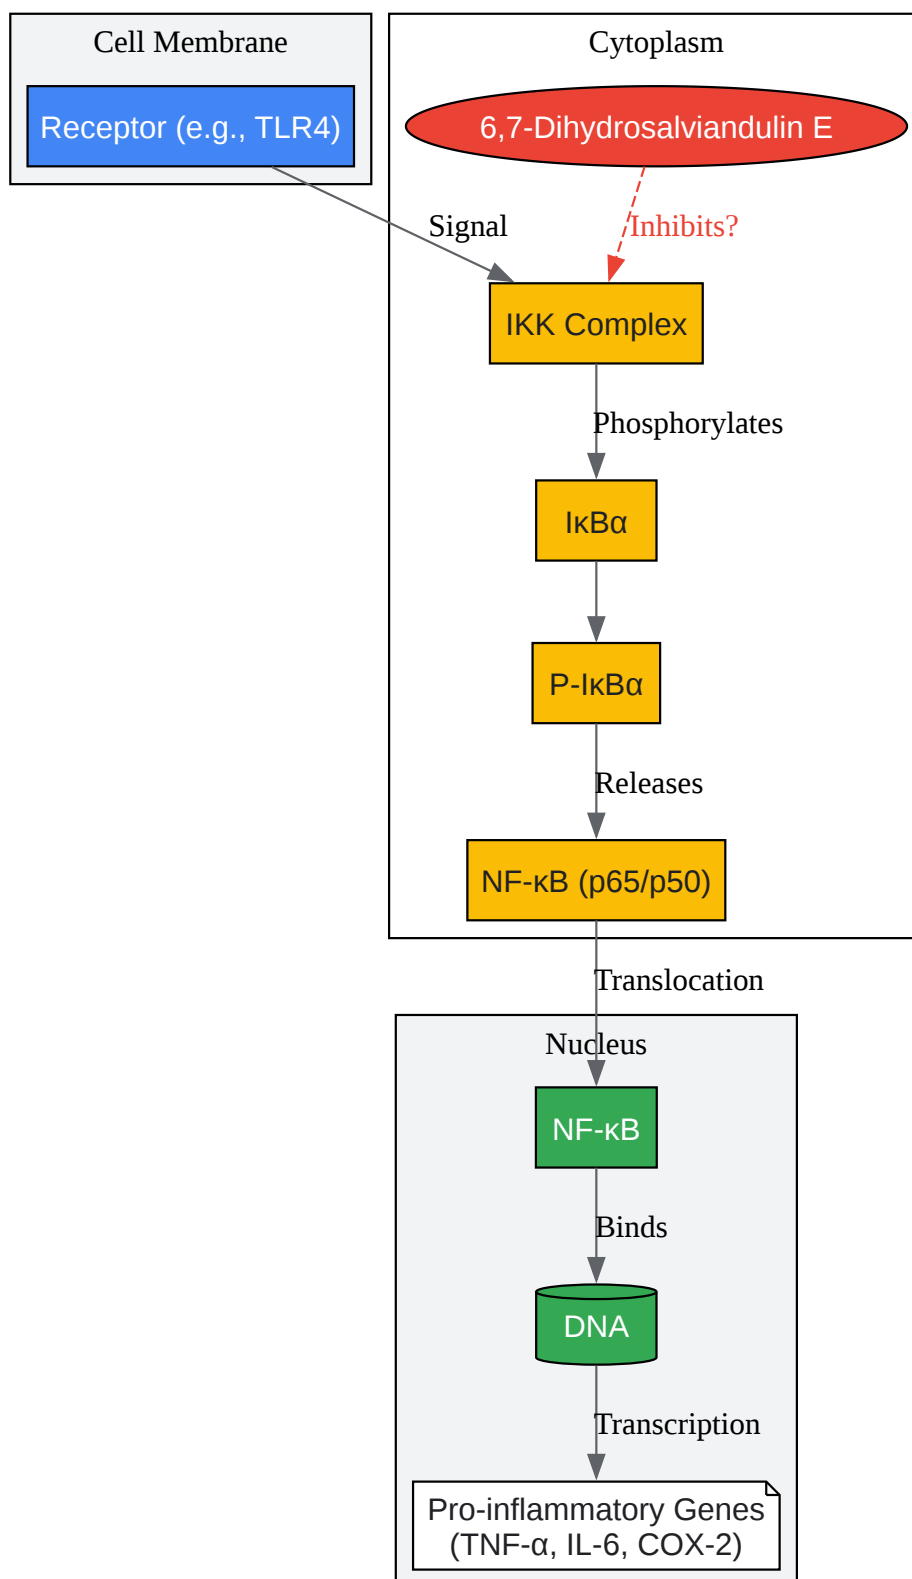 Cell Membrane
Cytoplasm
Receptor (e.g., TLR4)
6,7-Dihydrosalviandulin E
Signal
Inhibits?
IKK Complex
Phosphorylates
IκBα
P-IκBα
Releases
NF-κB (p65/p50)
Translocation
Nucleus
NF-κB
Binds
DNA
Transcription
Pro-inflammatory Genes
(TNF-α, IL-6, COX-2)